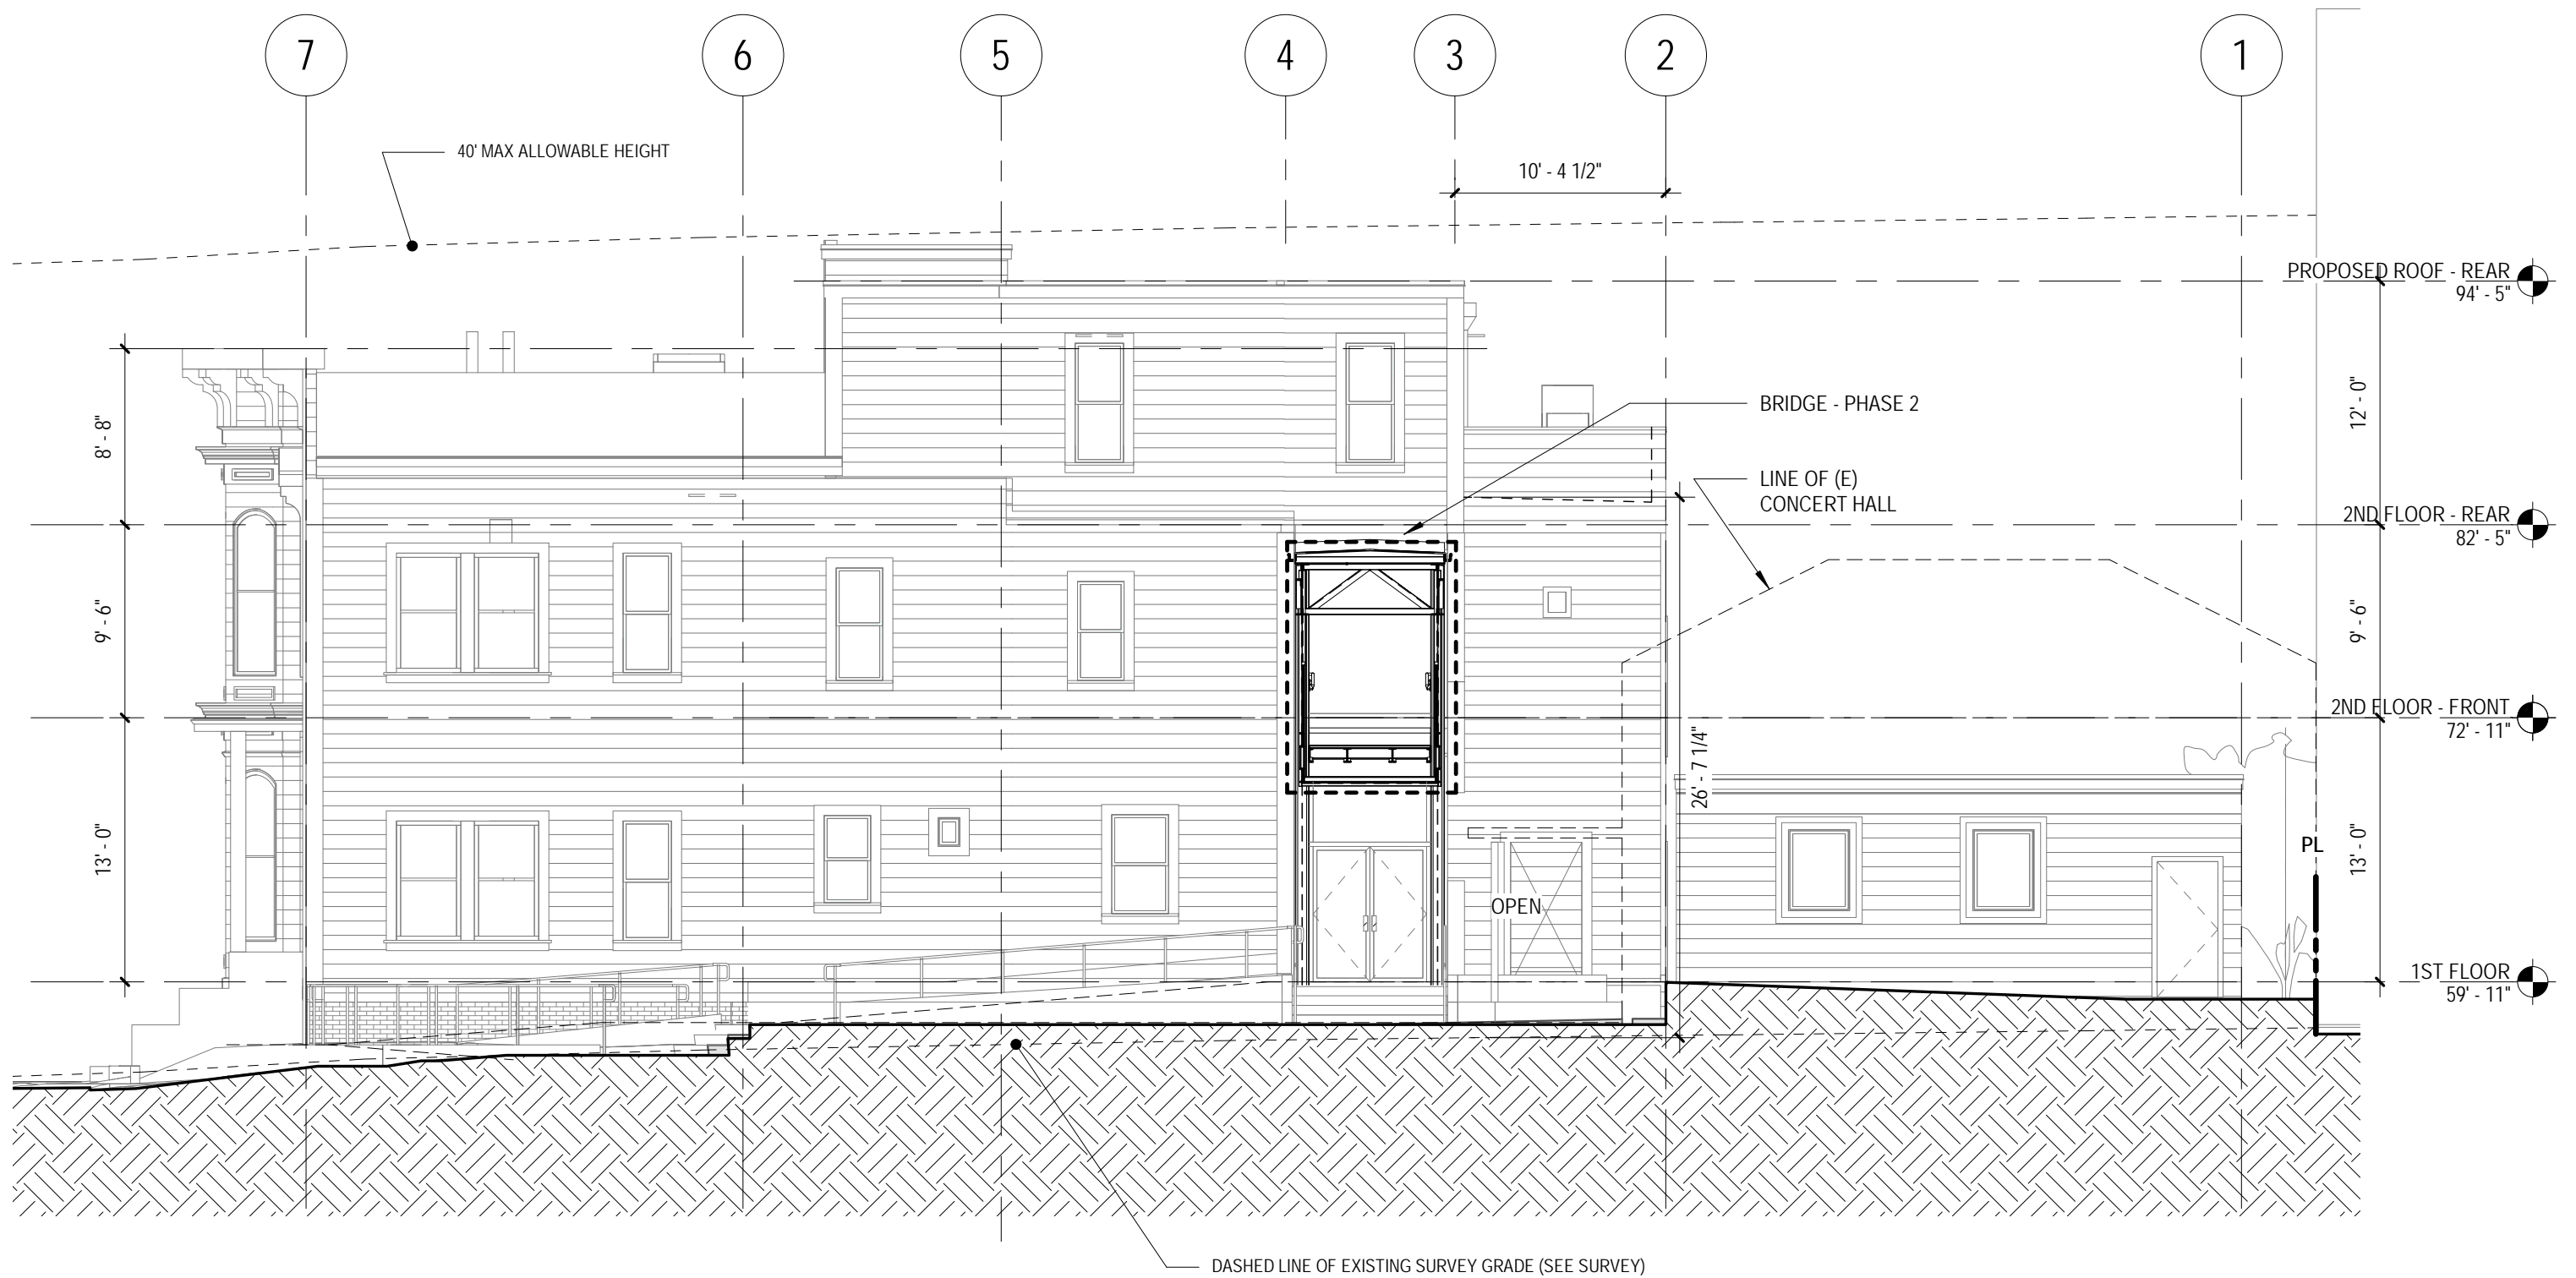 7
6
5
4
3
2
1
40' MAX ALLOWABLE HEIGHT
10' - 4 1/2"
PROPOSED ROOF - REAR
94' - 5"
8' - 8"
12' - 0"
BRIDGE - PHASE 2
LINE OF (E)
CONCERT HALL
2ND FLOOR - REAR
82' - 5"
9' - 6"
9' - 6"
2ND FLOOR - FRONT
72' - 11"
26' - 7 1/4"
13' - 0"
13' - 0"
PL
OPEN
1ST FLOOR
59' - 11"
DASHED LINE OF EXISTING SURVEY GRADE (SEE SURVEY)